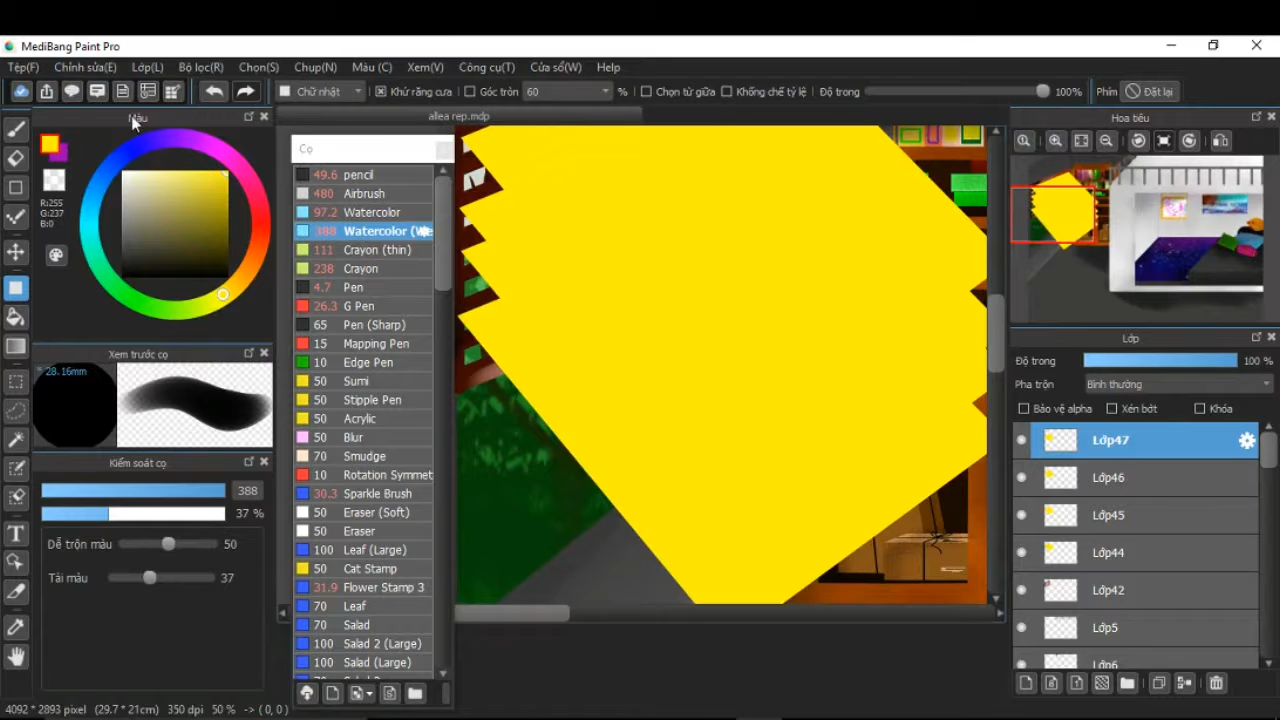 MediBang Paint Pro
Tệp(F) Chỉnh sửa(E) Lớp(L) Bộ lọc(R) Chọn(S) Chụp(N) Màu (C) Xem(V) Công cụ(T) Cửa sổ(W) Help
Chữ nhật Khử răng cưa Góc tròn 60 % Chọn từ giữa Khống chế tỷ lệ Độ trong 100% Phím Đặt lại
Màu
allea rep.mdp
Hoa tiêu
R:255
G:237
B:0
Cọ
49.6 pencil
480 Airbrush
97.2 Watercolor
388 Watercolor (We
111 Crayon (thin)
238 Crayon
4.7 Pen
26.3 G Pen
65 Pen (Sharp)
15 Mapping Pen
10 Edge Pen
50 Sumi
50 Stipple Pen
50 Acrylic
50 Blur
70 Smudge
10 Rotation Symmet
30.3 Sparkle Brush
50 Eraser (Soft)
50 Eraser
100 Leaf (Large)
50 Cat Stamp
31.9 Flower Stamp 3
70 Leaf
70 Salad
100 Salad 2 (Large)
100 Salad (Large)
Xem trước cọ
* 28.16mm
Kiểm soát cọ
388
37 %
Dễ trộn màu 50
Tải màu 37
Lớp
Độ trong 100 %
Pha trộn Bình thường
Bảo vệ alpha Xén bớt Khóa
Lớp47
Lớp46
Lớp45
Lớp44
Lớp42
Lớp5
Lớp6
4092 * 2893 pixel (29.7 * 21cm) 350 dpi 50 % -> ( 0, 0 )